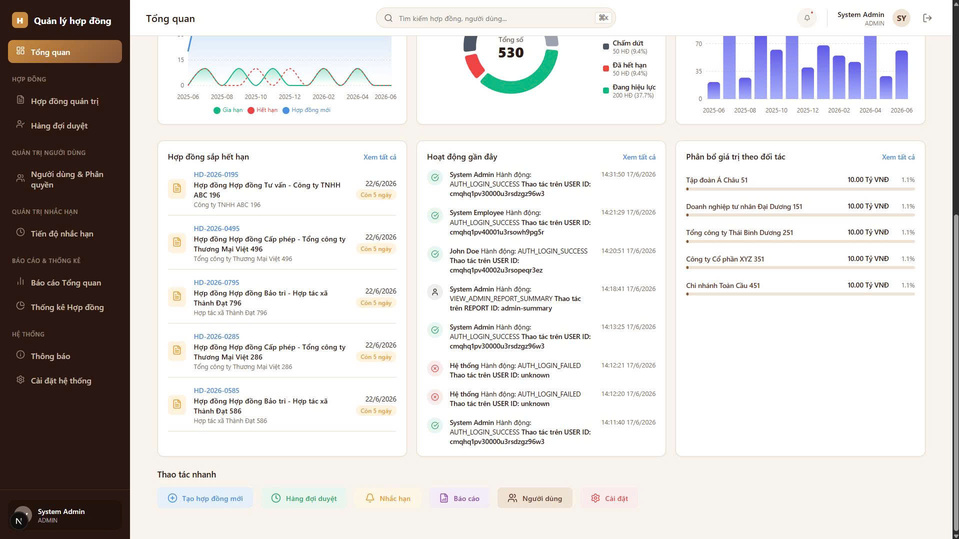 H Quản lý hợp đồng
Tổng quan
HỢP ĐỒNG
Hợp đồng quản trị
Hàng đợi duyệt
QUẢN TRỊ NGƯỜI DÙNG
Người dùng & Phân
quyền
QUẢN TRỊ NHẮC HẠN
Tiến độ nhắc hạn
BÁO CÁO & THỐNG KÊ
Báo cáo Tổng quan
Thống kê Hợp đồng
HỆ THỐNG
Thông báo
Cài đặt hệ thống
N
System Admin
ADMIN
Tổng quan
Tìm kiếm hợp đồng, người dùng...
⌘K
System Admin
ADMIN
SY
15
0
2025-06 2025-08 2025-10 2025-12 2026-02 2026-04 2026-06
Gia hạn Hết hạn Hợp đồng mới
Tổng số
530
Chấm dứt
50 HĐ (9.4%)
Đã hết hạn
50 HĐ (9.4%)
Đang hiệu lực
200 HĐ (37.7%)
70
35
0
2025-06 2025-08 2025-10 2025-12 2026-02 2026-04 2026-06
Hợp đồng sắp hết hạn Xem tất cả
HD-2026-0195
Hợp đồng Hợp đồng Tư vấn - Công ty TNHH
ABC 196
Công ty TNHH ABC 196
22/6/2026
Còn 5 ngày
HD-2026-0495
Hợp đồng Hợp đồng Cấp phép - Tổng công ty
Thương Mại Việt 496
Tổng công ty Thương Mại Việt 496
22/6/2026
Còn 5 ngày
HD-2026-0795
Hợp đồng Hợp đồng Bảo trì - Hợp tác xã
Thành Đạt 796
Hợp tác xã Thành Đạt 796
22/6/2026
Còn 5 ngày
HD-2026-0285
Hợp đồng Hợp đồng Cấp phép - Tổng công ty
Thương Mại Việt 286
Tổng công ty Thương Mại Việt 286
22/6/2026
Còn 5 ngày
HD-2026-0585
Hợp đồng Hợp đồng Bảo trì - Hợp tác xã
Thành Đạt 586
Hợp tác xã Thành Đạt 586
22/6/2026
Còn 5 ngày
Hoạt động gần đây Xem tất cả
System Admin Hành động: 14:31:50 17/6/2026
AUTH_LOGIN_SUCCESS Thao tác trên USER ID:
cmqhq1pv30000u3rsdzgz96w3
System Employee Hành động: 14:21:29 17/6/2026
AUTH_LOGIN_SUCCESS Thao tác trên USER ID:
cmqhq1pv40001u3rsowh9pg5r
John Doe Hành động: AUTH_LOGIN_SUCCESS 14:20:51 17/6/2026
Thao tác trên USER ID:
cmqhq1pv40002u3rsopeqr3ez
System Admin Hành động: 14:18:41 17/6/2026
VIEW_ADMIN_REPORT_SUMMARY Thao tác
trên REPORT ID: admin-summary
System Admin Hành động: 14:13:25 17/6/2026
AUTH_LOGIN_SUCCESS Thao tác trên USER ID:
cmqhq1pv30000u3rsdzgz96w3
Hệ thống Hành động: AUTH_LOGIN_FAILED 14:12:21 17/6/2026
Thao tác trên USER ID: unknown
Hệ thống Hành động: AUTH_LOGIN_FAILED 14:12:20 17/6/2026
Thao tác trên USER ID: unknown
System Admin Hành động: 14:11:40 17/6/2026
AUTH_LOGIN_SUCCESS Thao tác trên USER ID:
cmqhq1pv30000u3rsdzgz96w3
Phân bổ giá trị theo đối tác Xem tất cả
Tập đoàn Á Châu 51 10.00 Tỷ VNĐ 1.1%
Doanh nghiệp tư nhân Đại Dương 151 10.00 Tỷ VNĐ 1.1%
Tổng công ty Thái Bình Dương 251 10.00 Tỷ VNĐ 1.1%
Công ty Cổ phần XYZ 351 10.00 Tỷ VNĐ 1.1%
Chi nhánh Toàn Cầu 451 10.00 Tỷ VNĐ 1.1%
Thao tác nhanh
Tạo hợp đồng mới Hàng đợi duyệt Nhắc hạn Báo cáo Người dùng Cài đặt